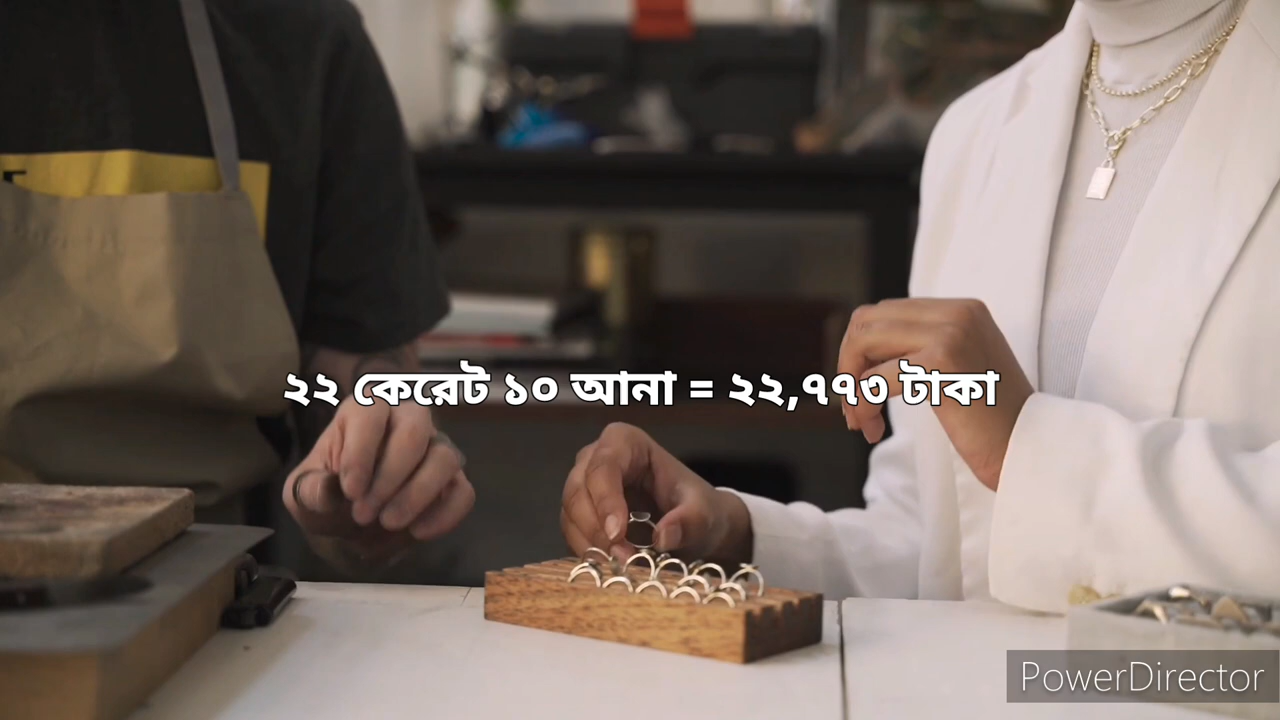 ২২ কেরেট ১০ আনা = ২২,৭৭৩ টাকা
PowerDirector